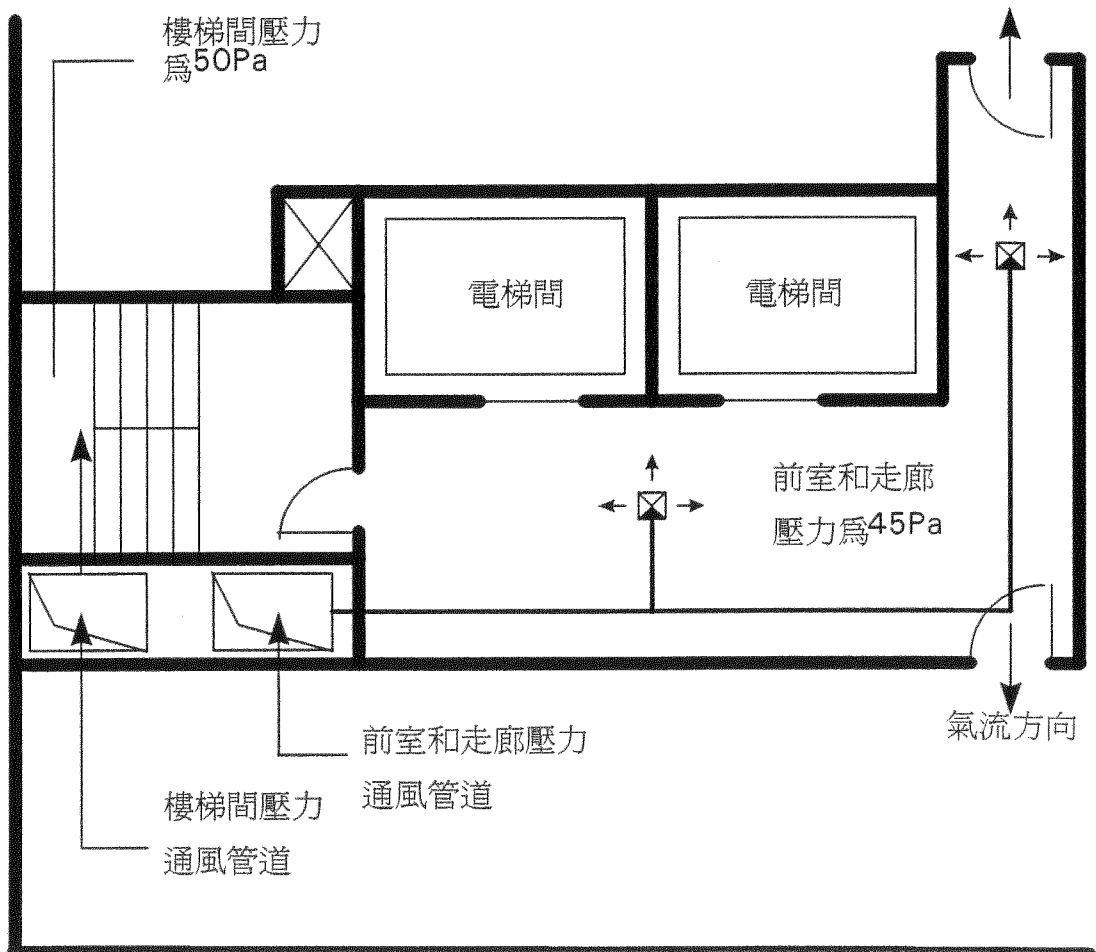 樓梯間壓力
爲50Pa
電梯間
電梯間
前室和走廊
壓力爲45Pa
氣流方向
前室和走廊壓力
通風管道
樓梯間壓力
通風管道